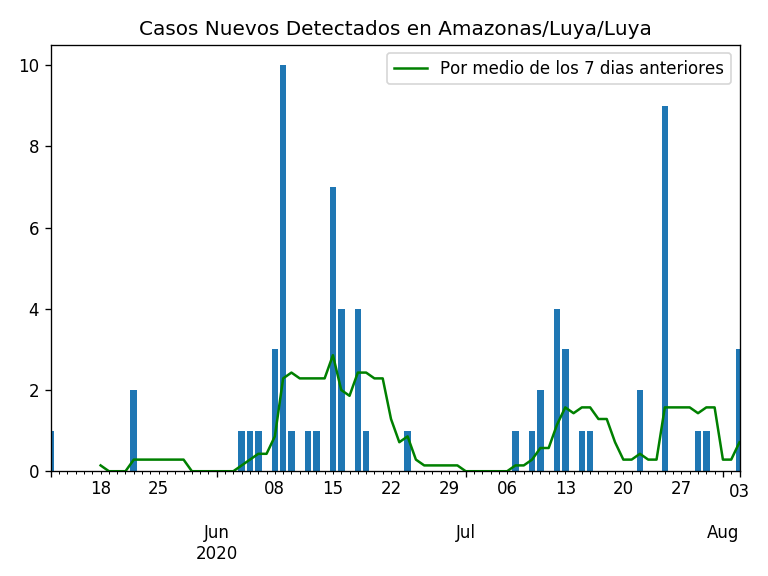 Casos Nuevos Detectados en Amazonas/Luya/Luya
Por medio de los 7 dias anteriores
10
8
6
4
2
0
18 25 08 15 22 29 06 13 20 27 03
Jun Jul Aug
2020